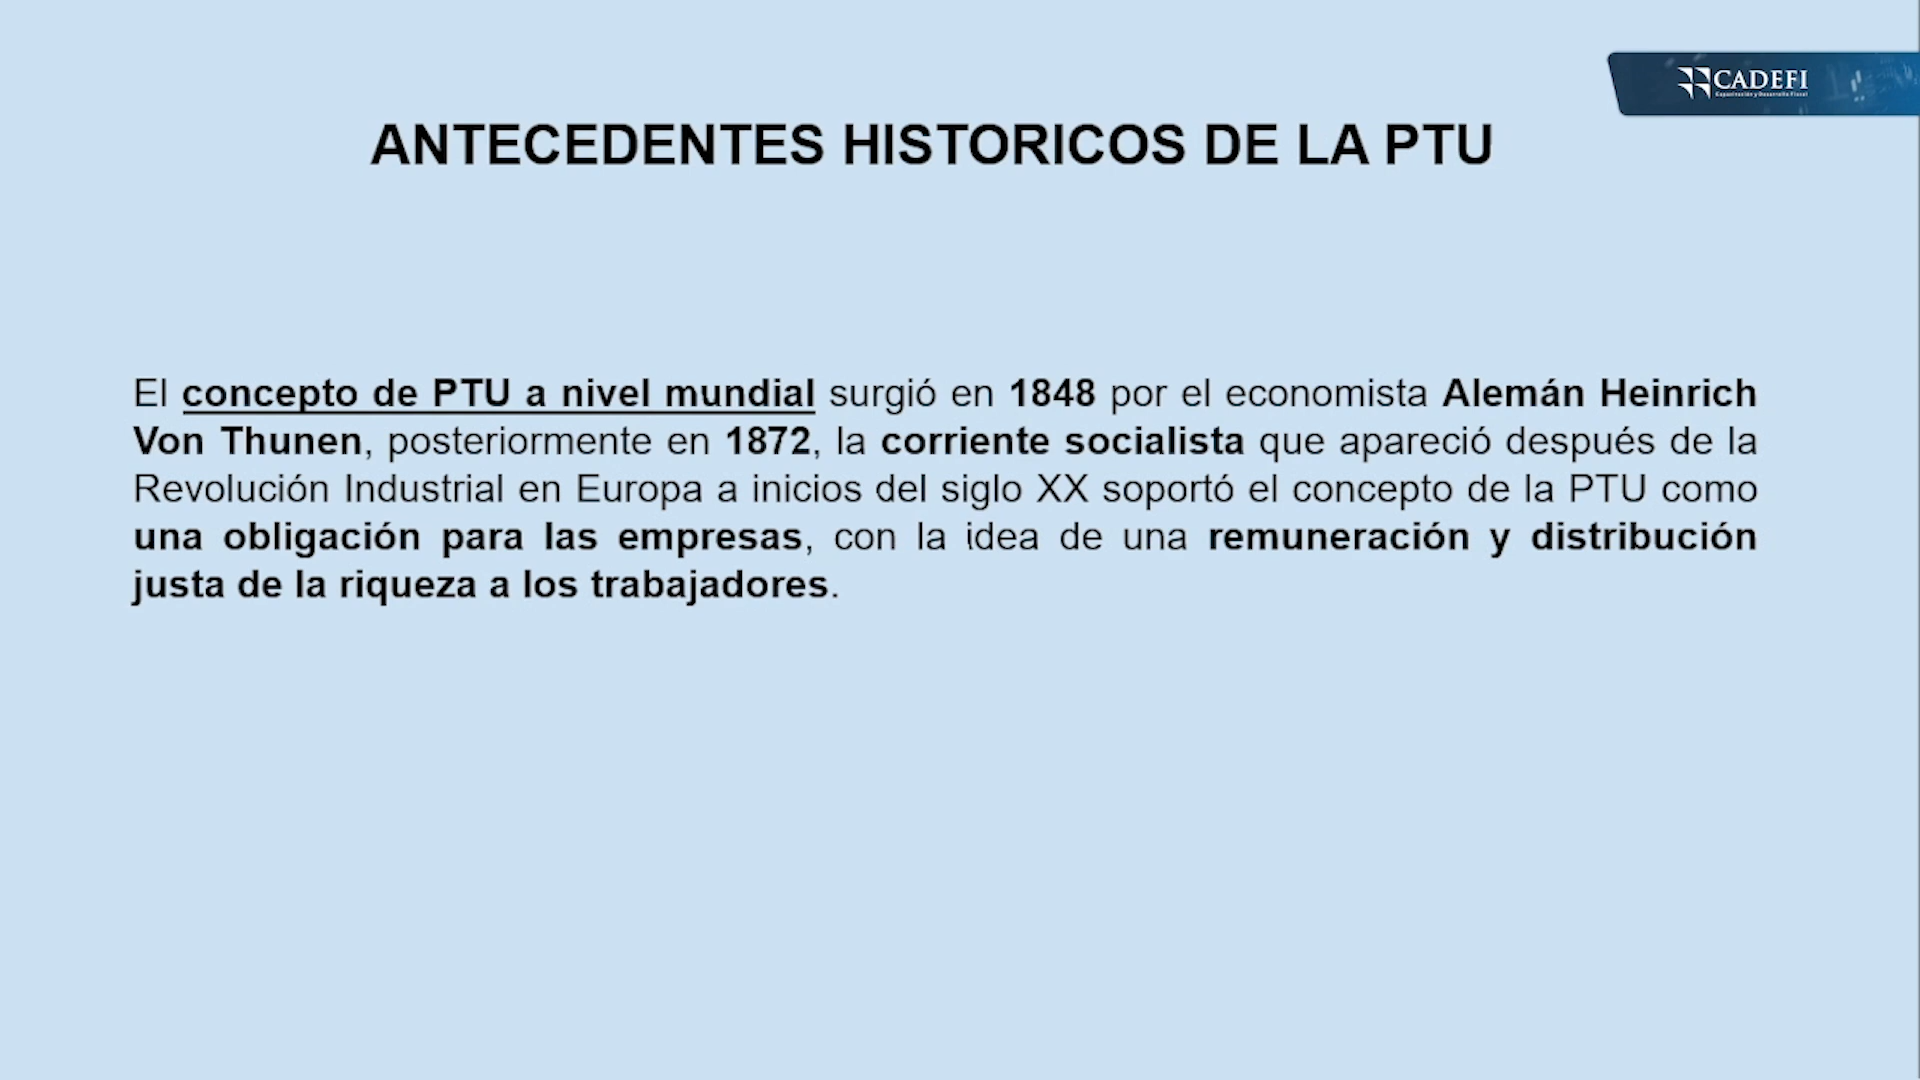 CADEFI
Capacitación y Desarrollo Fiscal
ANTECEDENTES HISTORICOS DE LA PTU
El concepto de PTU a nivel mundial surgió en 1848 por el economista Alemán Heinrich
Von Thunen, posteriormente en 1872, la corriente socialista que apareció después de la
Revolución Industrial en Europa a inicios del siglo XX soportó el concepto de la PTU como
una obligación para las empresas, con la idea de una remuneración y distribución
justa de la riqueza a los trabajadores.